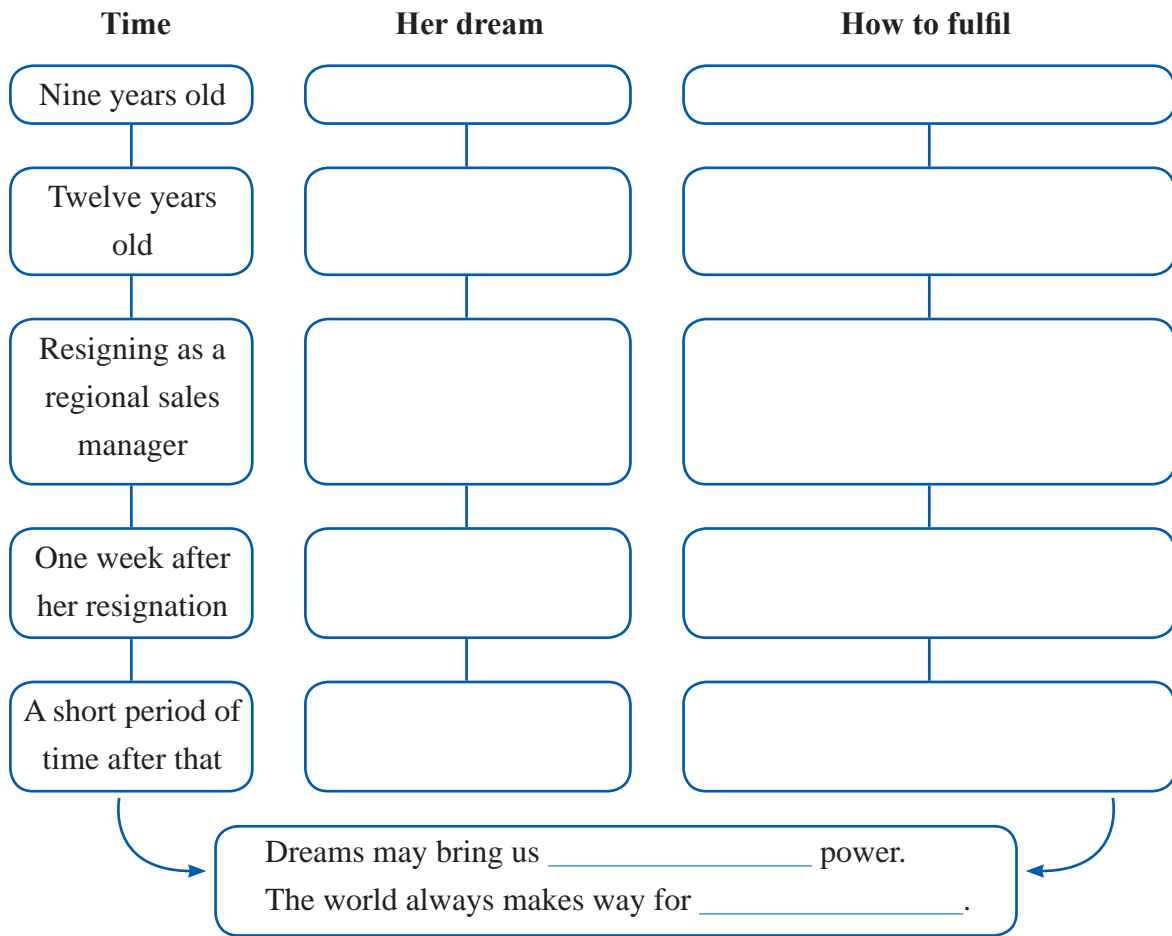 Time Her dream How to fulfil
Nine years old
Twelve years
old
Resigning as a
regional sales
manager
One week after
her resignation
A short period of
time after that
Dreams may bring us ________________ power.
The world always makes way for ________________.